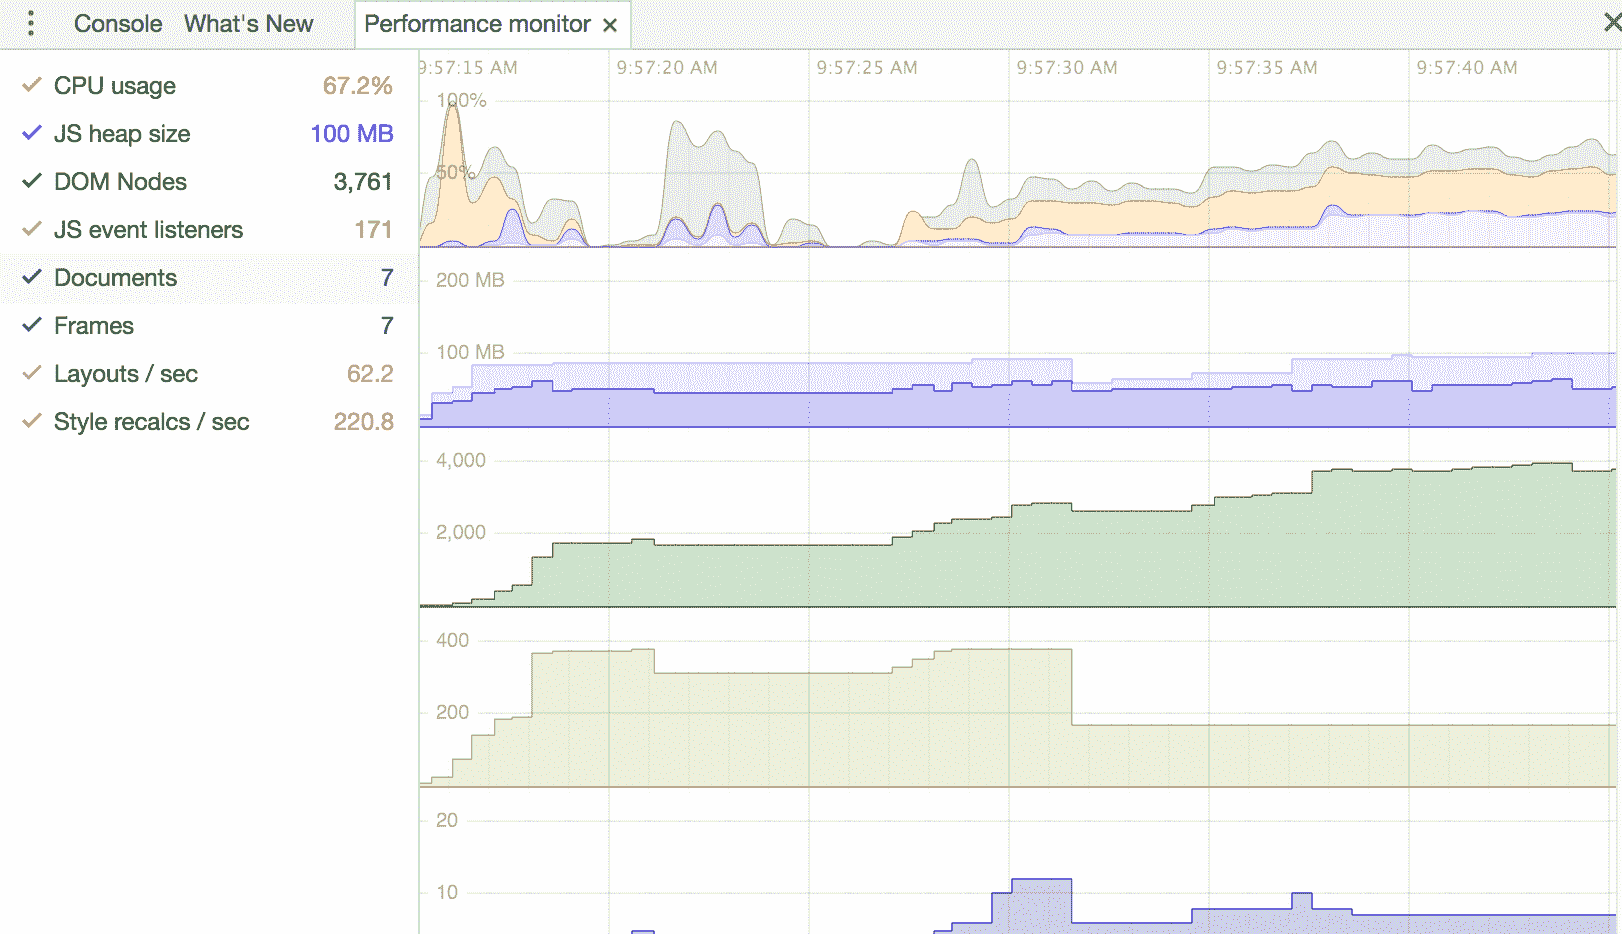 Console What's New Performance monitor
CPU usage 67.2%
JS heap size 100 MB
DOM Nodes 3,761
JS event listeners 171
Documents 7
Frames 7
Layouts / sec 62.2
Style recalcs / sec 220.8
9:57:15 AM 9:57:20 AM 9:57:25 AM 9:57:30 AM 9:57:35 AM 9:57:40 AM
100%
50%
200 MB
100 MB
4,000
2,000
400
200
20
10